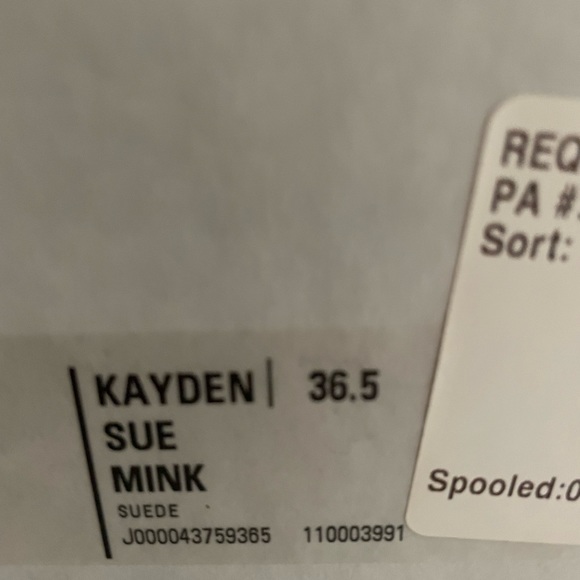 KAYDEN | 36.5
SUE
MINK
SUEDE
J000043759365 110003991
REQ
PA #
Sort:
Spooled:0